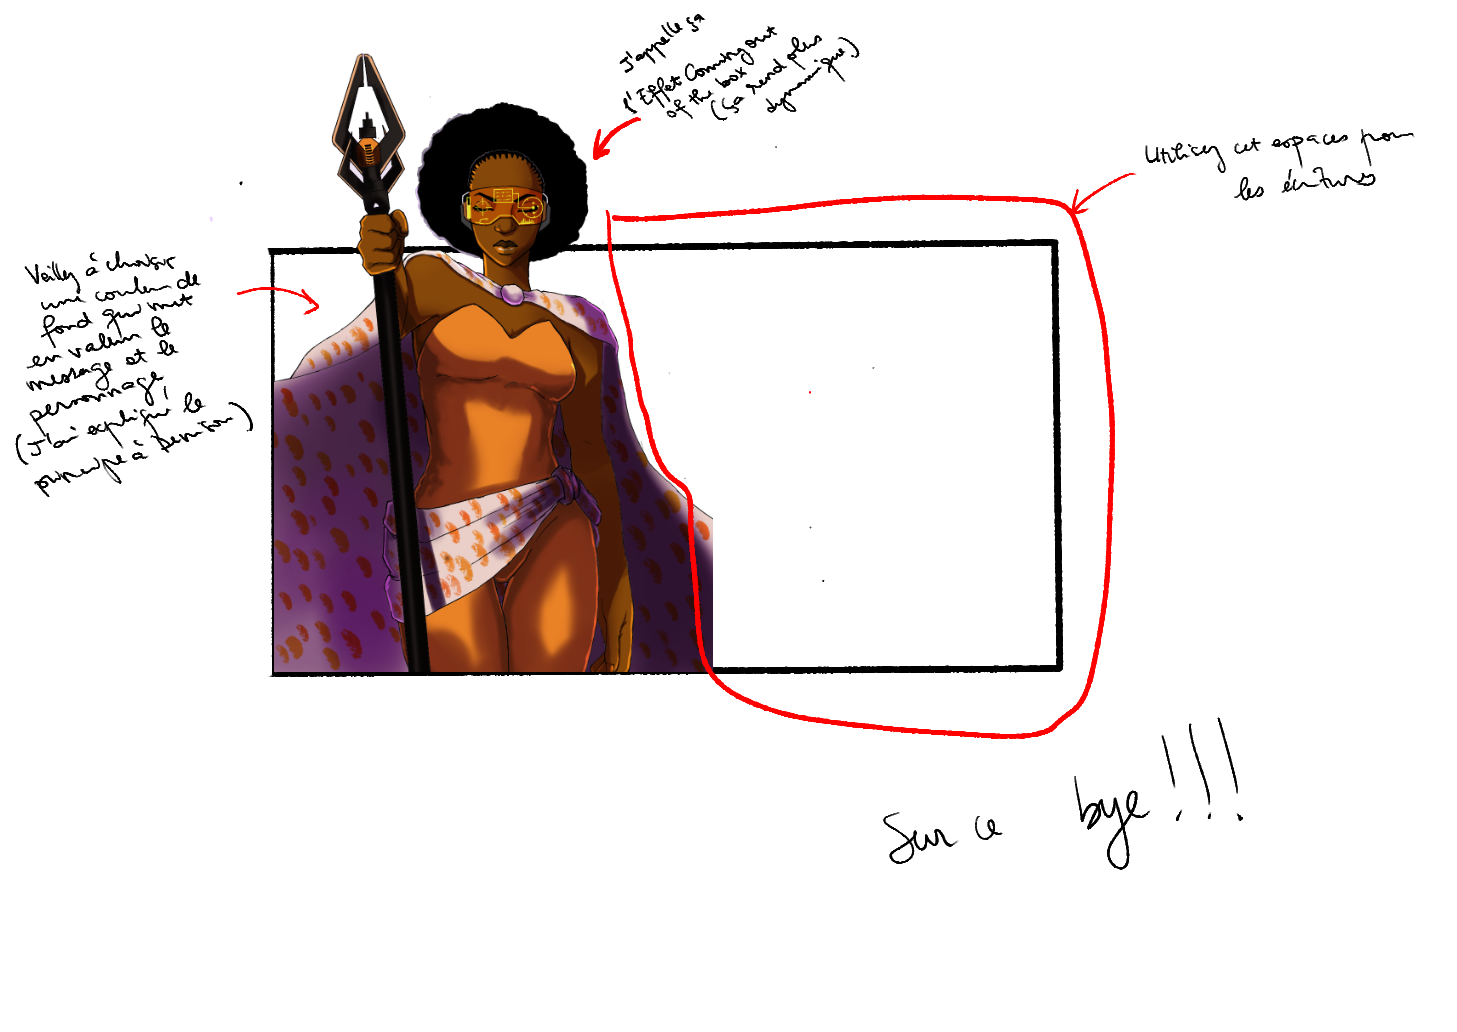 J'appelle ça
l'Effet Coming out
of the box
(ça rend plus
dynamique)
Utilisez cet espaces pour
les écritures
Veillez à choisir
une couleur de
fond qui met
en valeur le
message et le
personnage,
(J'ai expliqué le
principe à
Sur ce bye!!!